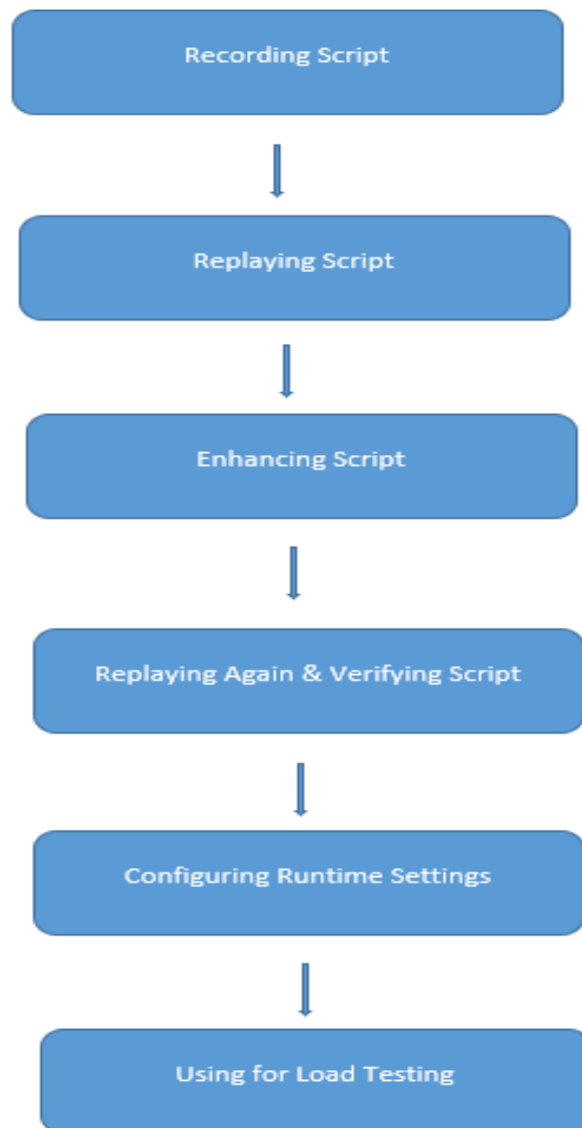 Recording Script
Replaying Script
Enhancing Script
Replaying Again & Verifying Script
Configuring Runtime Settings
Using for Load Testing